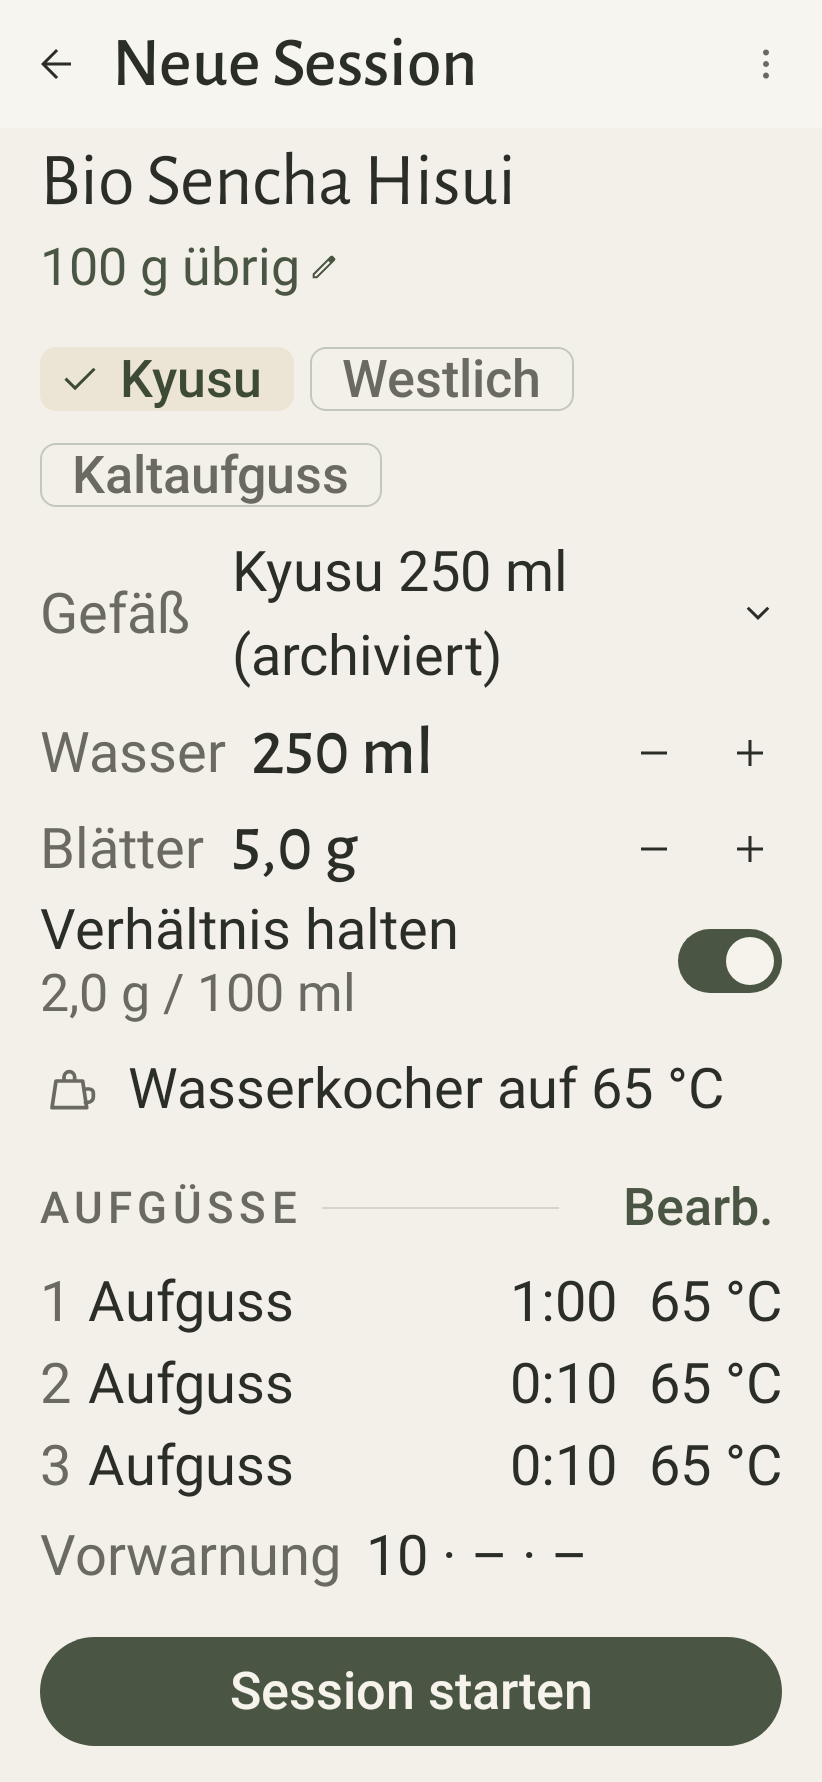 Neue Session
Bio Sencha Hisui
100 g übrig
Kyusu
Westlich
Kaltaufguss
Gefäß
Kyusu 250 ml
(archiviert)
Wasser 250 ml − +
Blätter 5,0 g − +
Verhältnis halten
2,0 g / 100 ml
Wasserkocher auf 65 °C
AUFGÜSSE
Bearb.
1 Aufguss 1:00 65 °C
2 Aufguss 0:10 65 °C
3 Aufguss 0:10 65 °C
Vorwarnung 10 · – · –
Session starten